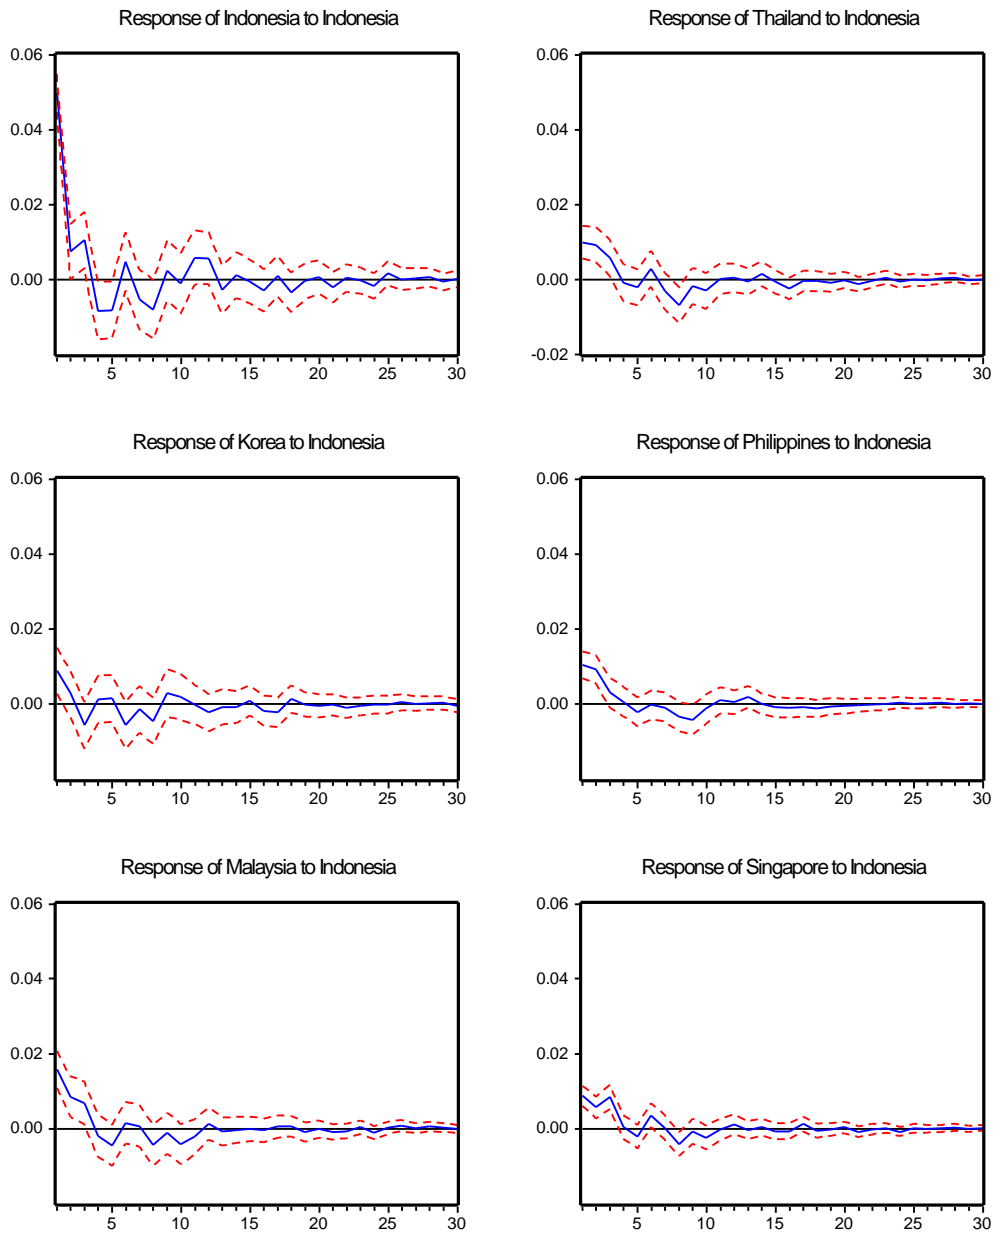 Response of Indonesia to Indonesia
0.06
0.04
0.02
0.00
5 10 15 20 25 30
Response of Thailand to Indonesia
0.06
0.04
0.02
0.00
-0.02
5 10 15 20 25 30
Response of Korea to Indonesia
0.06
0.04
0.02
0.00
5 10 15 20 25 30
Response of Philippines to Indonesia
0.06
0.04
0.02
0.00
5 10 15 20 25 30
Response of Malaysia to Indonesia
0.06
0.04
0.02
0.00
5 10 15 20 25 30
Response of Singapore to Indonesia
0.06
0.04
0.02
0.00
5 10 15 20 25 30